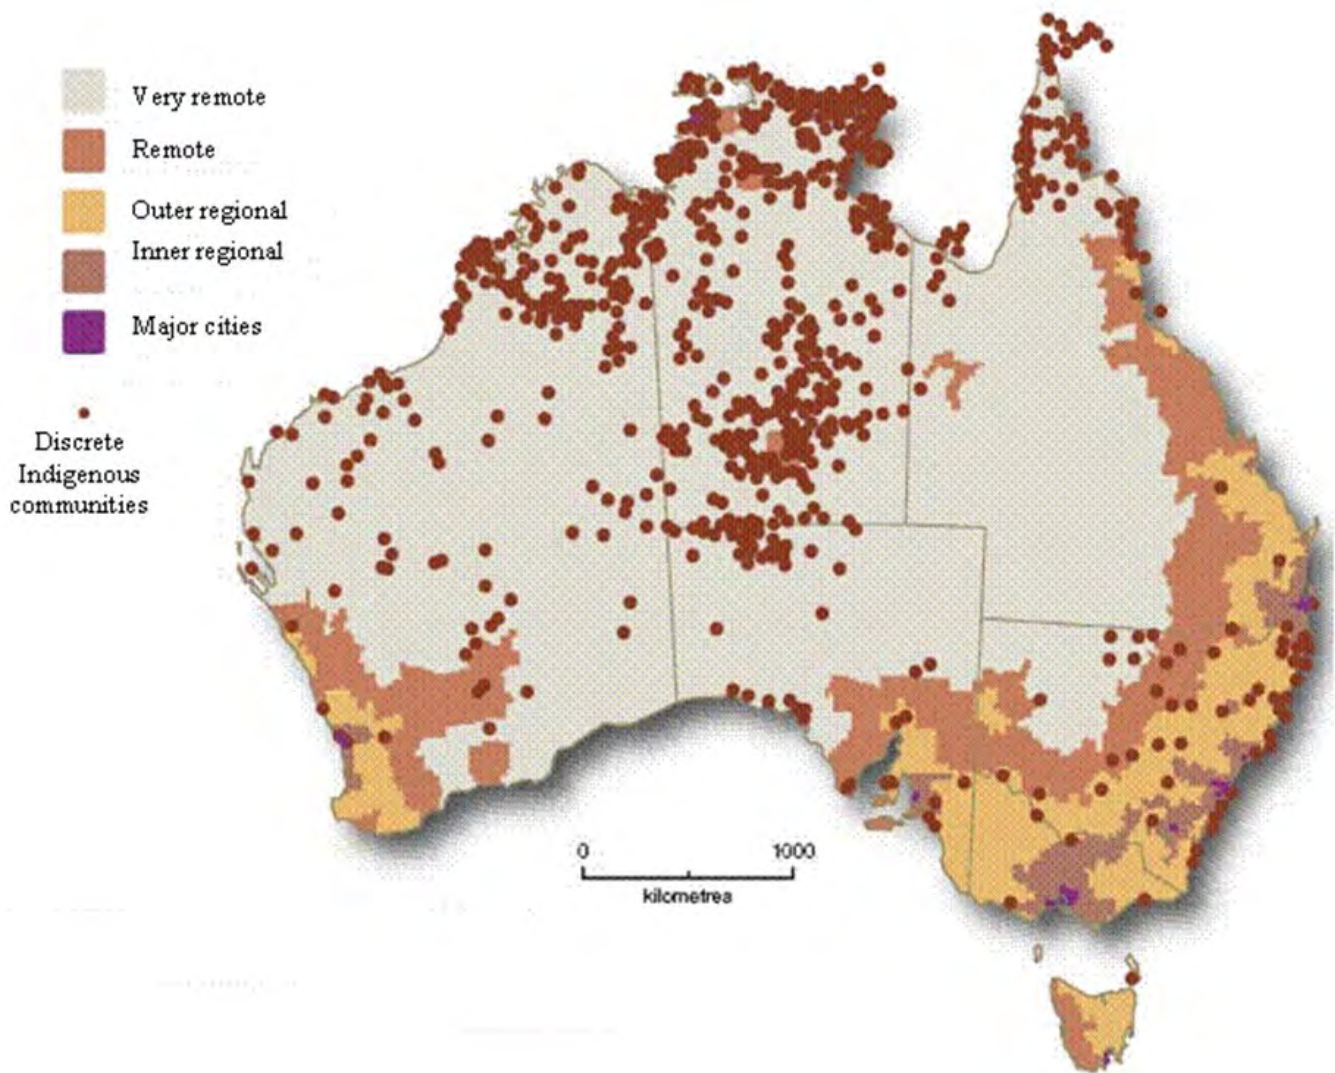 Very remote
Remote
Outer regional
Inner regional
Major cities
Discrete
Indigenous
communities
0 1000
kilometres